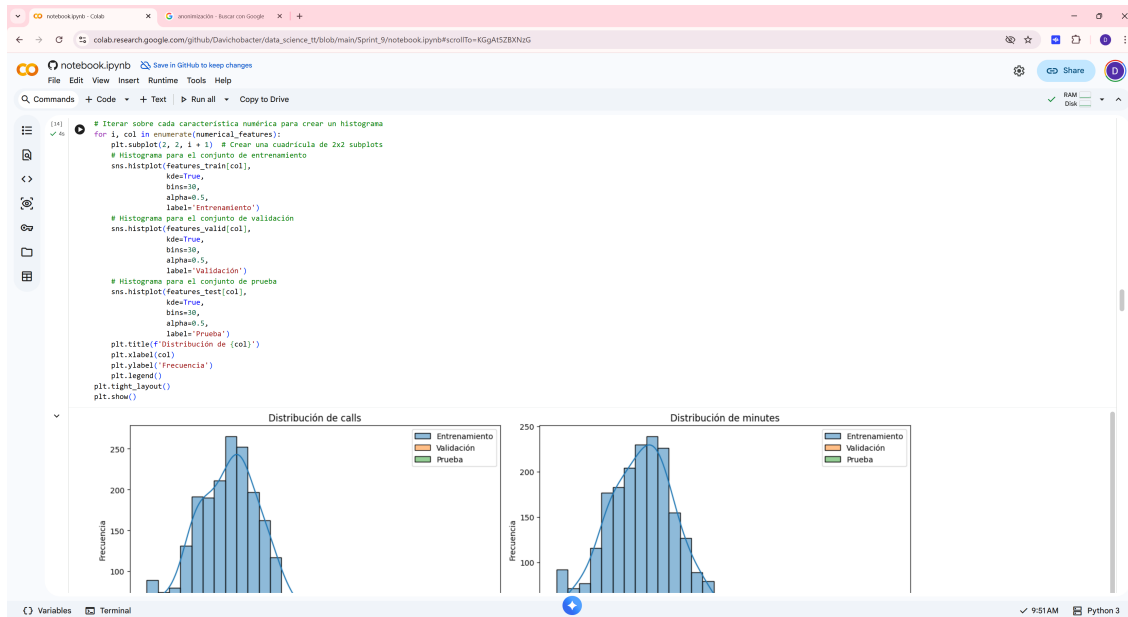 notebook.ipynb - Colab
anonimización - Buscar con Google
colab.research.google.com/github/Davichobacter/data_science_tt/blob/main/Sprint_9/notebook.ipynb#scrollTo=KGgAt5ZBXNzG
D
CO
notebook.ipynb
Save in GitHub to keep changes
File Edit View Insert Runtime Tools Help
Share
D
Commands + Code + Text Run all Copy to Drive
RAM
Disk
[14]
4s
# Iterar sobre cada característica numérica para crear un histograma
for i, col in enumerate(numerical_features):
    plt.subplot(2, 2, i + 1)  # Crear una cuadrícula de 2x2 subplots
    # Histograma para el conjunto de entrenamiento
    sns.histplot(features_train[col],
                 kde=True,
                 bins=30,
                 alpha=0.5,
                 label='Entrenamiento')
    # Histograma para el conjunto de validación
    sns.histplot(features_valid[col],
                 kde=True,
                 bins=30,
                 alpha=0.5,
                 label='Validación')
    # Histograma para el conjunto de prueba
    sns.histplot(features_test[col],
                 kde=True,
                 bins=30,
                 alpha=0.5,
                 label='Prueba')
    plt.title(f'Distribución de {col}')
    plt.xlabel(col)
    plt.ylabel('Frecuencia')
    plt.legend()
plt.tight_layout()
plt.show()
Distribución de calls
Entrenamiento
Validación
Prueba
250
200
150
100
Frecuencia
Distribución de minutes
Entrenamiento
Validación
Prueba
250
200
150
100
Frecuencia
Variables Terminal
9:51 AM Python 3